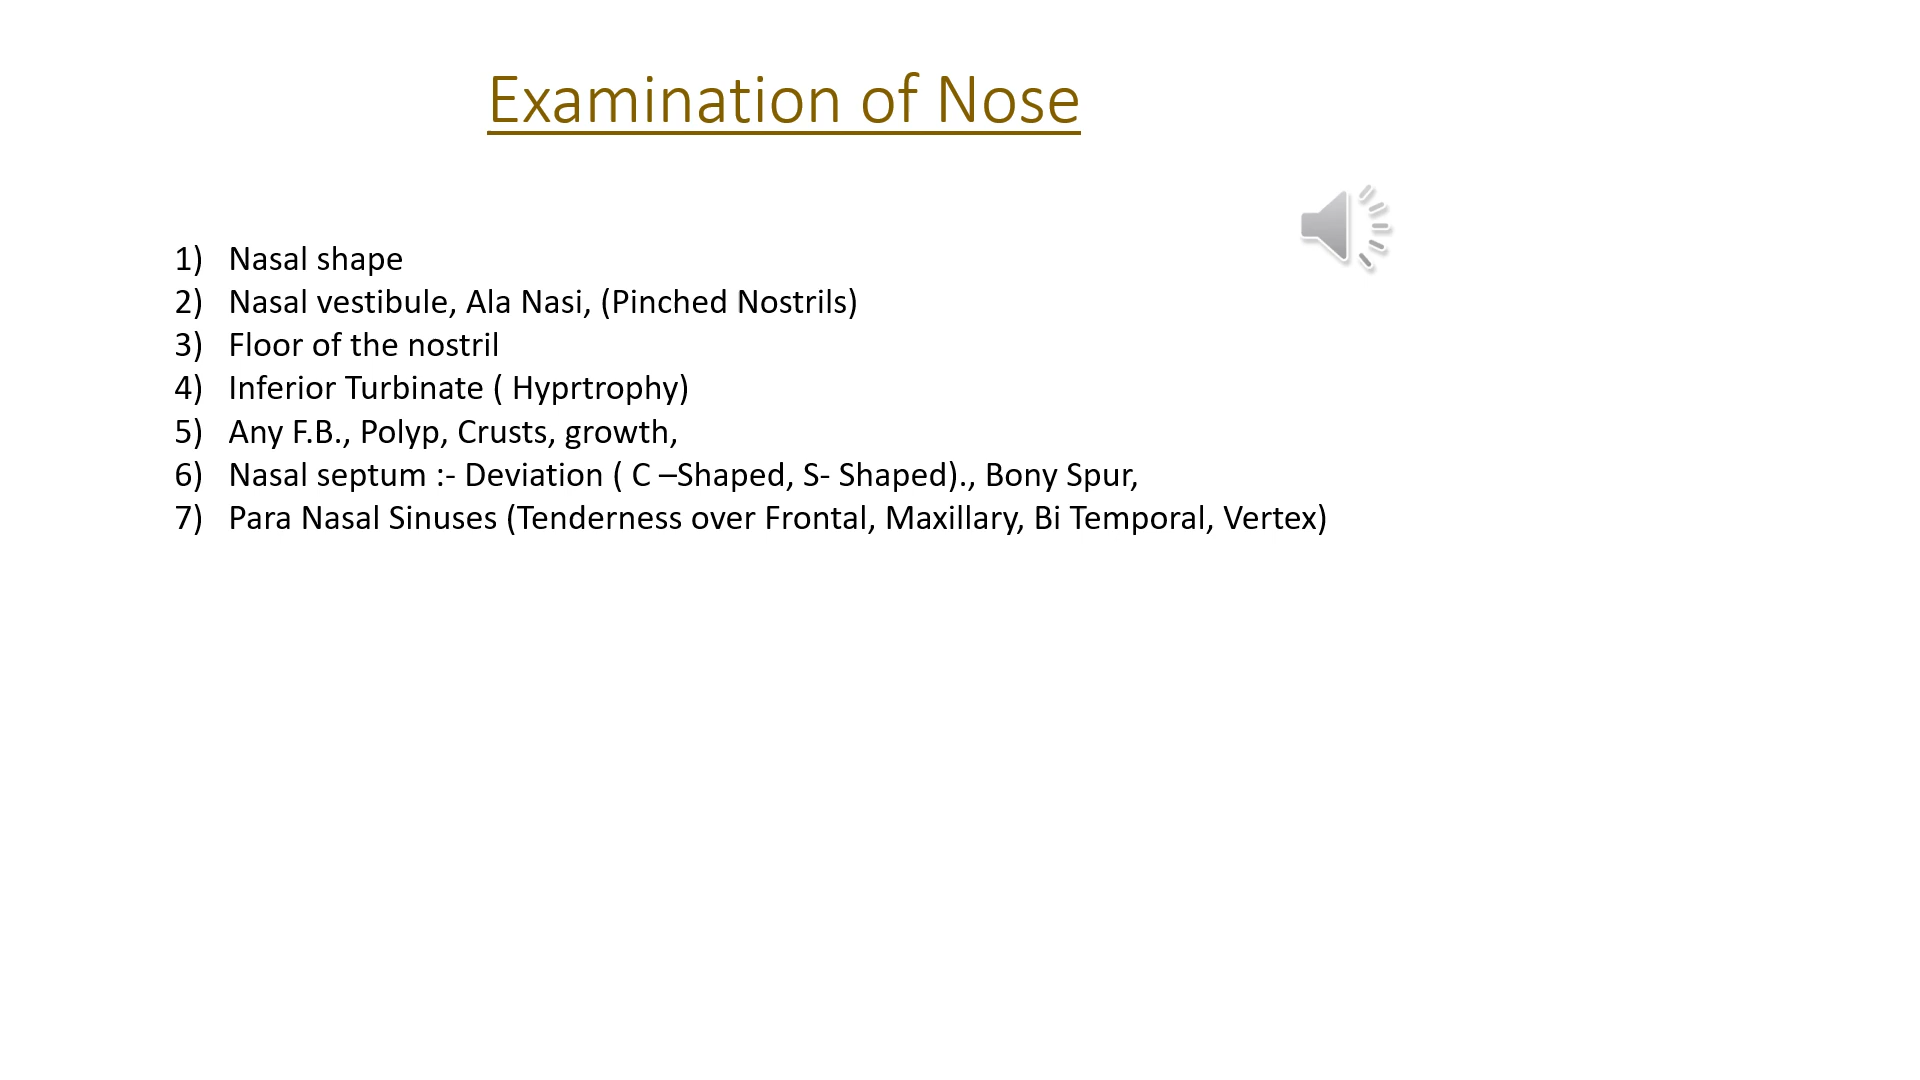 Examination of Nose
1) Nasal shape
2) Nasal vestibule, Ala Nasi, (Pinched Nostrils)
3) Floor of the nostril
4) Inferior Turbinate ( Hyprtrophy)
5) Any F.B., Polyp, Crusts, growth,
6) Nasal septum :- Deviation ( C –Shaped, S- Shaped)., Bony Spur,
7) Para Nasal Sinuses (Tenderness over Frontal, Maxillary, Bi Temporal, Vertex)